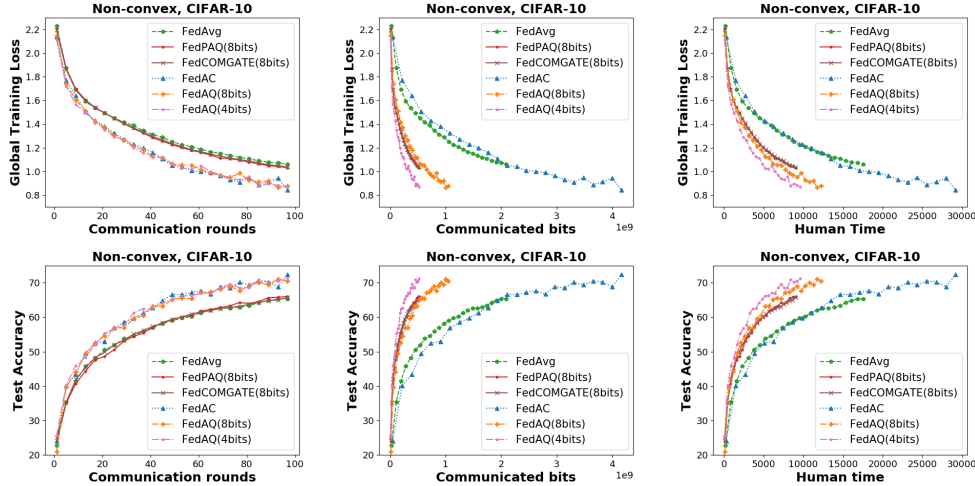 Non-convex, CIFAR-10
Global Training Loss
2.2
2.0
1.8
1.6
1.4
1.2
1.0
0.8
FedAvg
FedPAQ(8bits)
FedCOMGATE(8bits)
FedAC
FedAQ(8bits)
FedAQ(4bits)
0 20 40 60 80 100
Communication rounds
Non-convex, CIFAR-10
Global Training Loss
2.2
2.0
1.8
1.6
1.4
1.2
1.0
0.8
FedAvg
FedPAQ(8bits)
FedCOMGATE(8bits)
FedAC
FedAQ(8bits)
FedAQ(4bits)
0 1 2 3 4
1e9
Communicated bits
Non-convex, CIFAR-10
Global Training Loss
2.2
2.0
1.8
1.6
1.4
1.2
1.0
0.8
FedAvg
FedPAQ(8bits)
FedCOMGATE(8bits)
FedAC
FedAQ(8bits)
FedAQ(4bits)
0 5000 10000 15000 20000 25000 30000
Human Time
Non-convex, CIFAR-10
Test Accuracy
70
60
50
40
30
20
FedAvg
FedPAQ(8bits)
FedCOMGATE(8bits)
FedAC
FedAQ(8bits)
FedAQ(4bits)
0 20 40 60 80 100
Communication rounds
Non-convex, CIFAR-10
Test Accuracy
70
60
50
40
30
20
FedAvg
FedPAQ(8bits)
FedCOMGATE(8bits)
FedAC
FedAQ(8bits)
FedAQ(4bits)
0 1 2 3 4
1e9
Communicated bits
Non-convex, CIFAR-10
Test Accuracy
70
60
50
40
30
20
FedAvg
FedPAQ(8bits)
FedCOMGATE(8bits)
FedAC
FedAQ(8bits)
FedAQ(4bits)
0 5000 10000 15000 20000 25000 30000
Human time